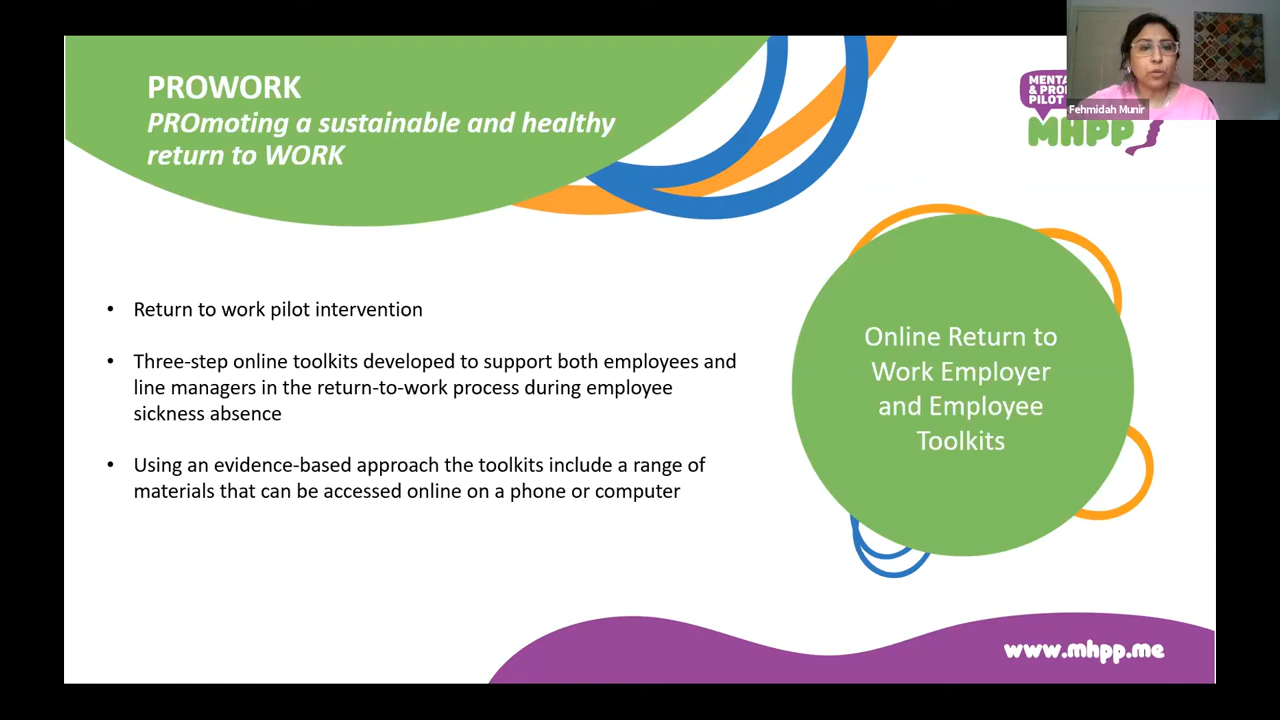 PROWORK
PROmoting a sustainable and healthy
return to WORK
MENTA
& PRO
PILOT
Fehmidah Munir
MHPP
• Return to work pilot intervention
• Three-step online toolkits developed to support both employees and
line managers in the return-to-work process during employee
sickness absence
• Using an evidence-based approach the toolkits include a range of
materials that can be accessed online on a phone or computer
Online Return to
Work Employer
and Employee
Toolkits
www.mhpp.me